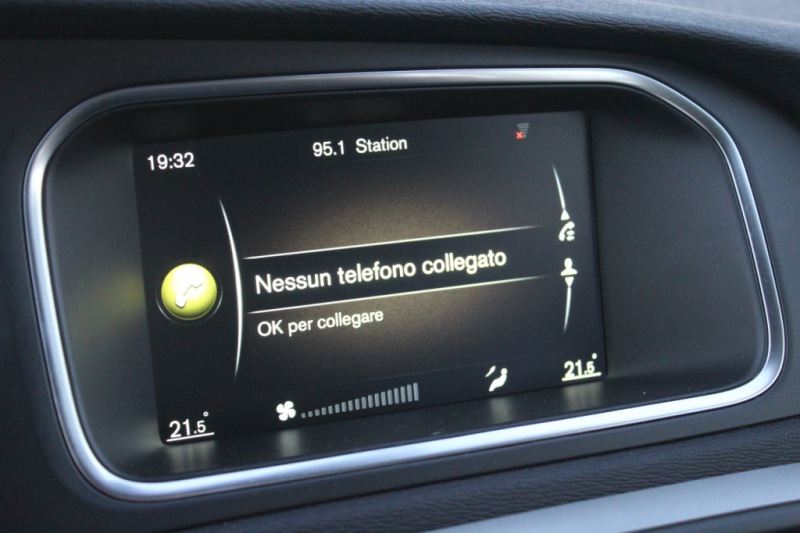 19:32
95.1 Station
Nessun telefono collegato
OK per collegare
21.5°
21.5°